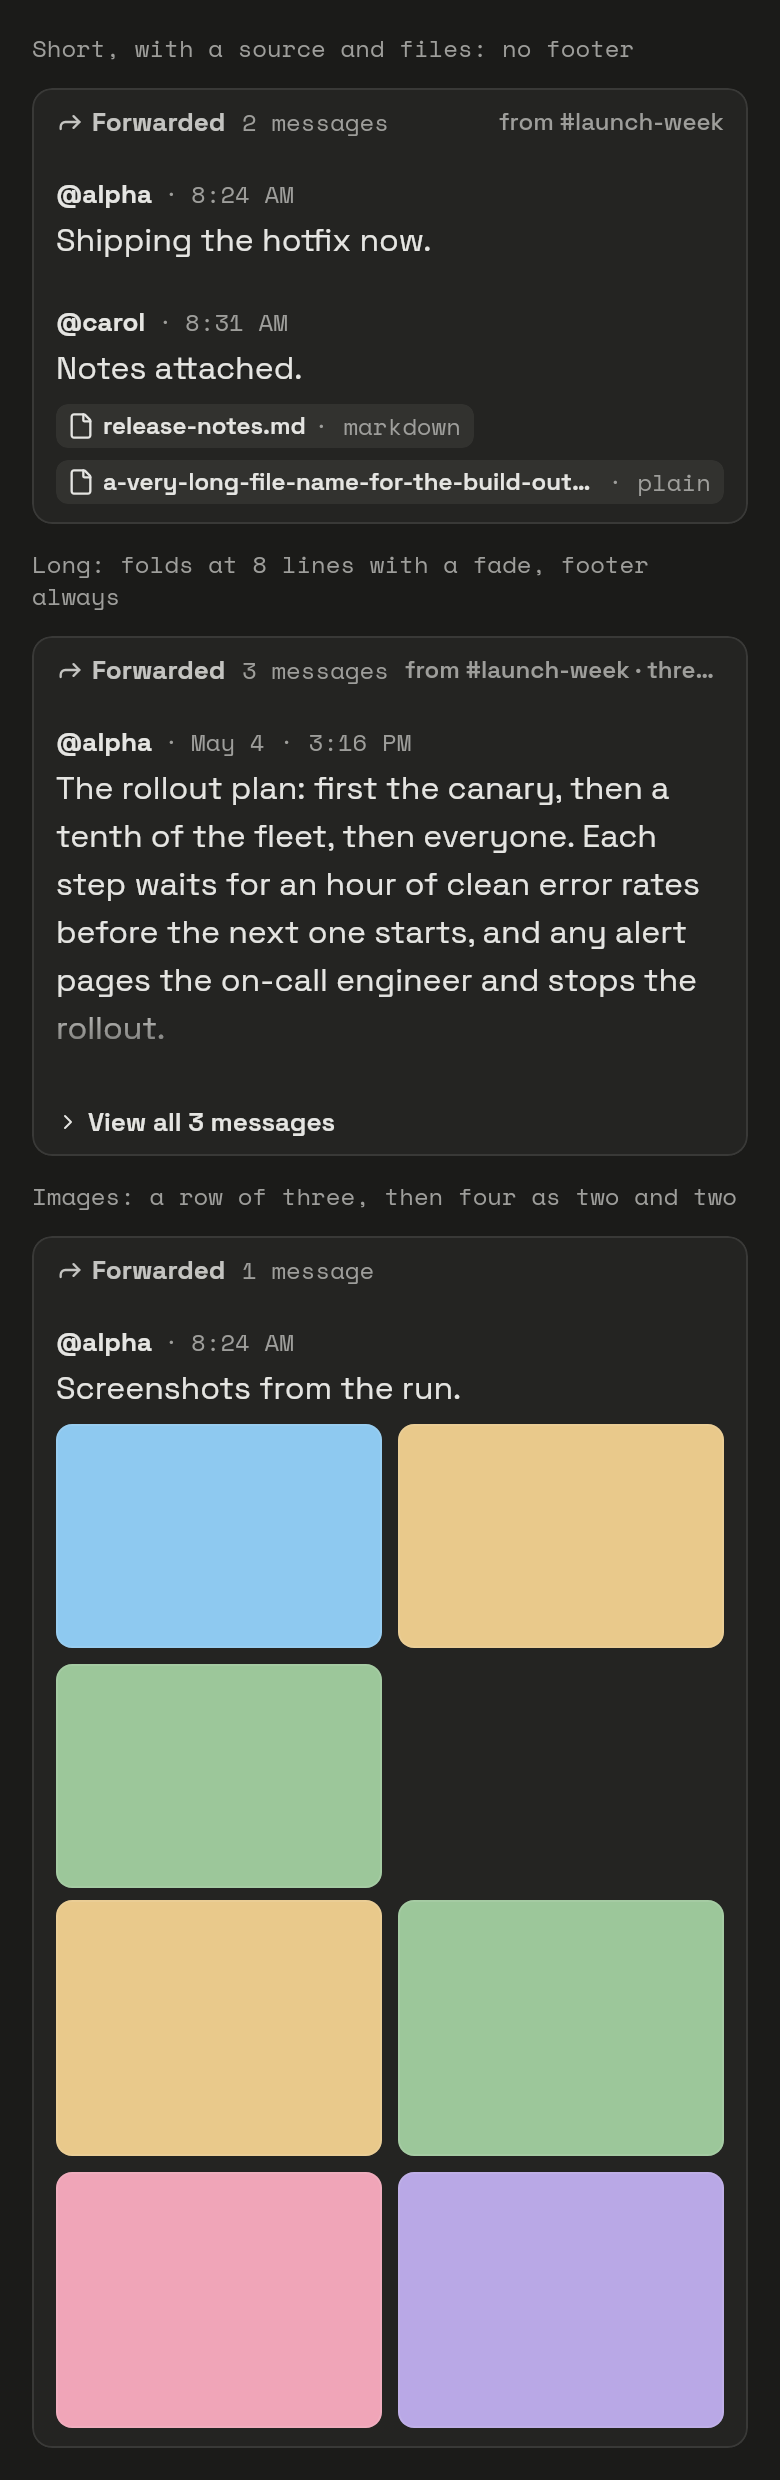 Short, with a source and files: no footer
Forwarded 2 messages from #launch-week
@alpha · 8:24 AM
Shipping the hotfix now.
@carol · 8:31 AM
Notes attached.
release-notes.md · markdown
a-very-long-file-name-for-the-build-out… · plain
Long: folds at 8 lines with a fade, footer
always
Forwarded 3 messages from #launch-week · thre…
@alpha · May 4 · 3:16 PM
The rollout plan: first the canary, then a
tenth of the fleet, then everyone. Each
step waits for an hour of clean error rates
before the next one starts, and any alert
pages the on-call engineer and stops the
rollout.
View all 3 messages
Images: a row of three, then four as two and two
Forwarded 1 message
@alpha · 8:24 AM
Screenshots from the run.